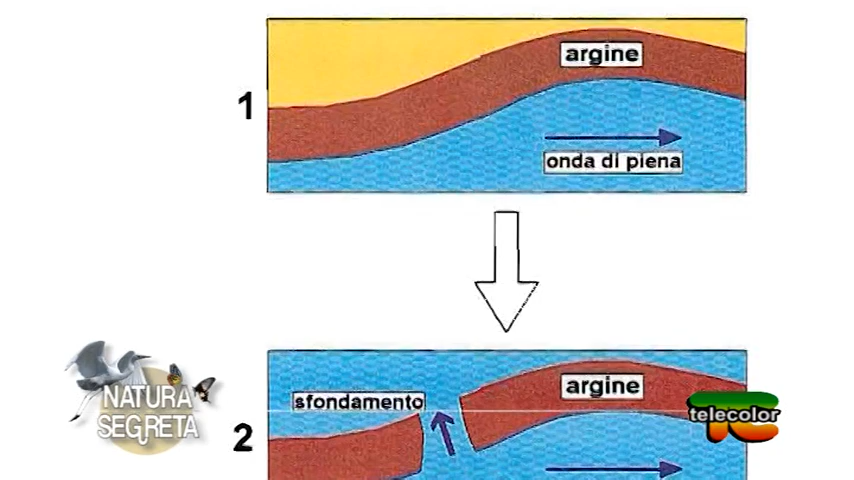 argine
1
onda di piena
argine
sfondamento
2
NATURA
SEGRETA
telecolor